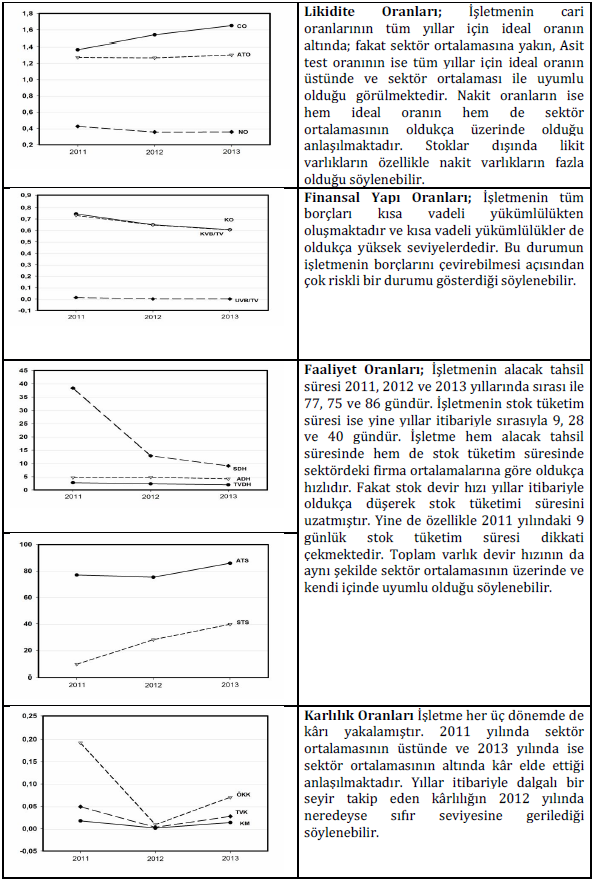 1,8
1,6
1,4
1,2
1,0
0,8
0,6
0,4
0,2
CO
ATO
NO
2011
2012
2013
Likidite Oranları; İşletmenin cari
oranlarının tüm yıllar için ideal oranın
altında; fakat sektör ortalamasına yakın, Asit
test oranının ise tüm yıllar için ideal oranın
üstünde ve sektör ortalaması ile uyumlu
olduğu görülmektedir. Nakit oranların ise
hem ideal oranın hem de sektör
ortalamasının oldukça üzerinde olduğu
anlaşılmaktadır. Stoklar dışında likit
varlıkların özellikle nakit varlıkların fazla
olduğu söylenebilir.
0,9
0,8
0,7
0,6
0,5
0,4
0,3
0,2
0,1
0,0
-0,1
KO
KVB/TV
UVB/TV
2011
2012
2013
Finansal Yapı Oranları; İşletmenin tüm
borçları kısa vadeli yükümlülükten
oluşmaktadır ve kısa vadeli yükümlülükler de
oldukça yüksek seviyelerdedir. Bu durumun
işletmenin borçlarını çevirebilmesi açısından
çok riskli bir durumu gösterdiği söylenebilir.
45
40
35
30
25
20
15
10
5
0
SDH
ADH
TVDH
2011
2012
2013
100
80
60
40
20
0
ATS
STS
2011
2012
2013
Faaliyet Oranları; İşletmenin alacak tahsil
süresi 2011, 2012 ve 2013 yıllarında sırası ile
77, 75 ve 86 gündür. İşletmenin stok tüketim
süresi ise yine yıllar itibariyle sırasıyla 9, 28
ve 40 gündür. İşletme hem alacak tahsil
süresinde hem de stok tüketim süresinde
sektördeki firma ortalamalarına göre oldukça
hızlıdır. Fakat stok devir hızı yıllar itibariyle
oldukça düşerek stok tüketimi süresini
uzatmıştır. Yine de özellikle 2011 yılındaki 9
günlük stok tüketim süresi dikkati
çekmektedir. Toplam varlık devir hızının da
aynı şekilde sektör ortalamasının üzerinde ve
kendi içinde uyumlu olduğu söylenebilir.
0,25
0,20
0,15
0,10
0,05
0,00
-0,05
ÖKK
TVK
KM
2011
2012
2013
Karlılık Oranları İşletme her üç dönemde de
kârı yakalamıştır. 2011 yılında sektör
ortalamasının üstünde ve 2013 yılında ise
sektör ortalamasının altında kâr elde ettiği
anlaşılmaktadır. Yıllar itibariyle dalgalı bir
seyir takip eden kârlılığın 2012 yılında
neredeyse sıfır seviyesine gerilediği
söylenebilir.